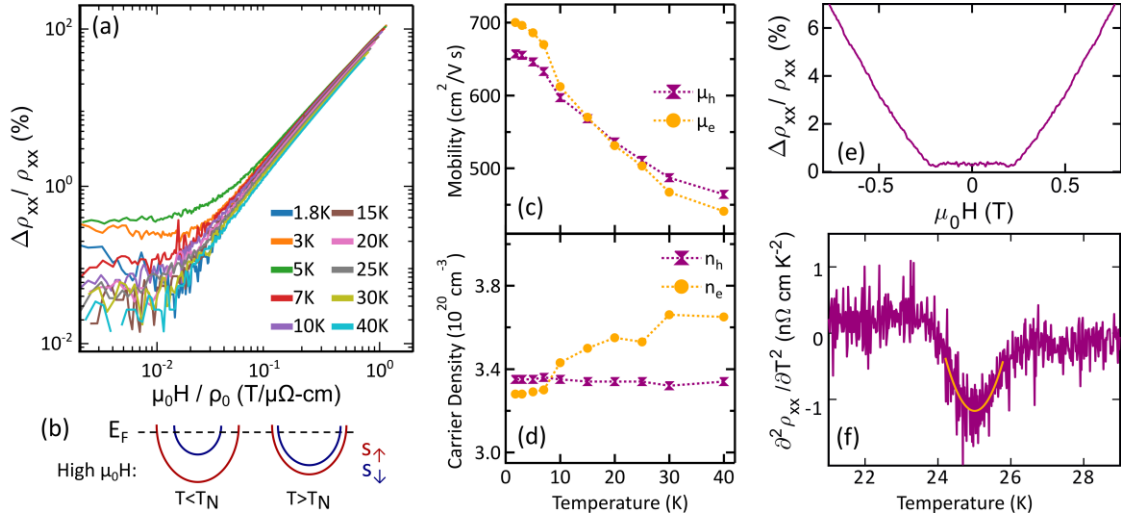 (a)
10²
10⁰
10⁻²
Δρxx / ρxx (%)
1.8K
3K
5K
7K
10K
15K
20K
25K
30K
40K
10⁻²
10⁻¹
10⁰
μ₀H / ρ₀ (T/μΩ-cm)
(b)
E_F
High μ₀H:
T<T_N
T>T_N
S↑
S↓
700
600
500
Mobility (cm²/V s)
μh
μe
(c)
3.8
3.4
3.0
Carrier Density (10²⁰ cm⁻³)
nh
ne
(d)
0 10 20 30 40
Temperature (K)
6
4
2
0
Δρxx / ρxx (%)
(e)
-0.5 0 0.5
μ₀H (T)
1
0
-1
∂²ρxx /∂T² (nΩ cm K⁻²)
(f)
22 24 26 28
Temperature (K)